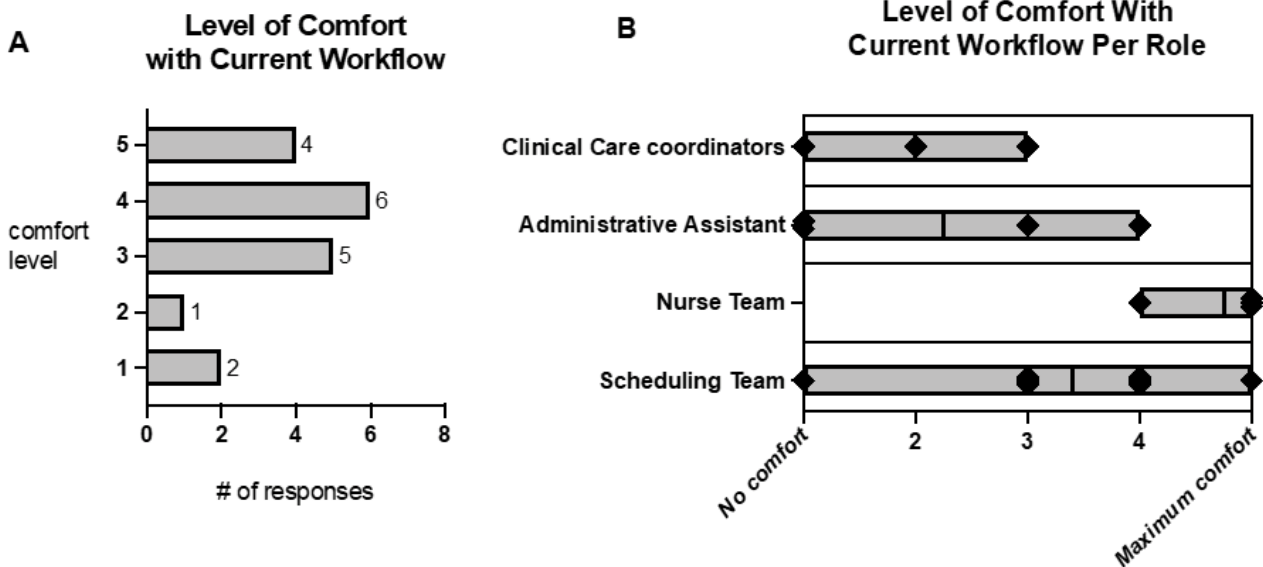 A
Level of Comfort
with Current Workflow
5
4
4
6
comfort
level
3
5
2
1
1
2
0
2
4
6
8
# of responses
B
Level of Comfort With
Current Workflow Per Role
Clinical Care coordinators
Administrative Assistant
Nurse Team
Scheduling Team
No comfort
2
3
4
Maximum comfort